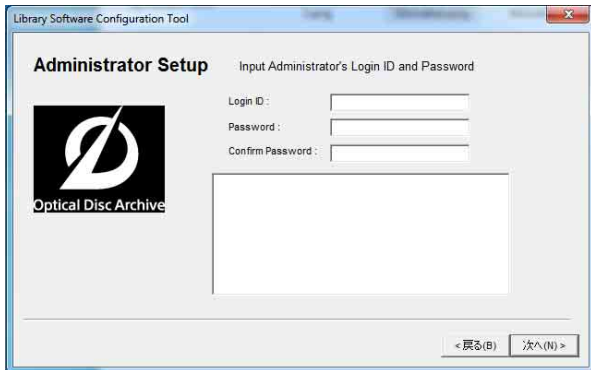 Library Software Configuration Tool
Administrator Setup
Input Administrator's Login ID and Password
Login ID :
Password :
Confirm Password :
Optical Disc Archive
<戻る(B)
次へ(N) >